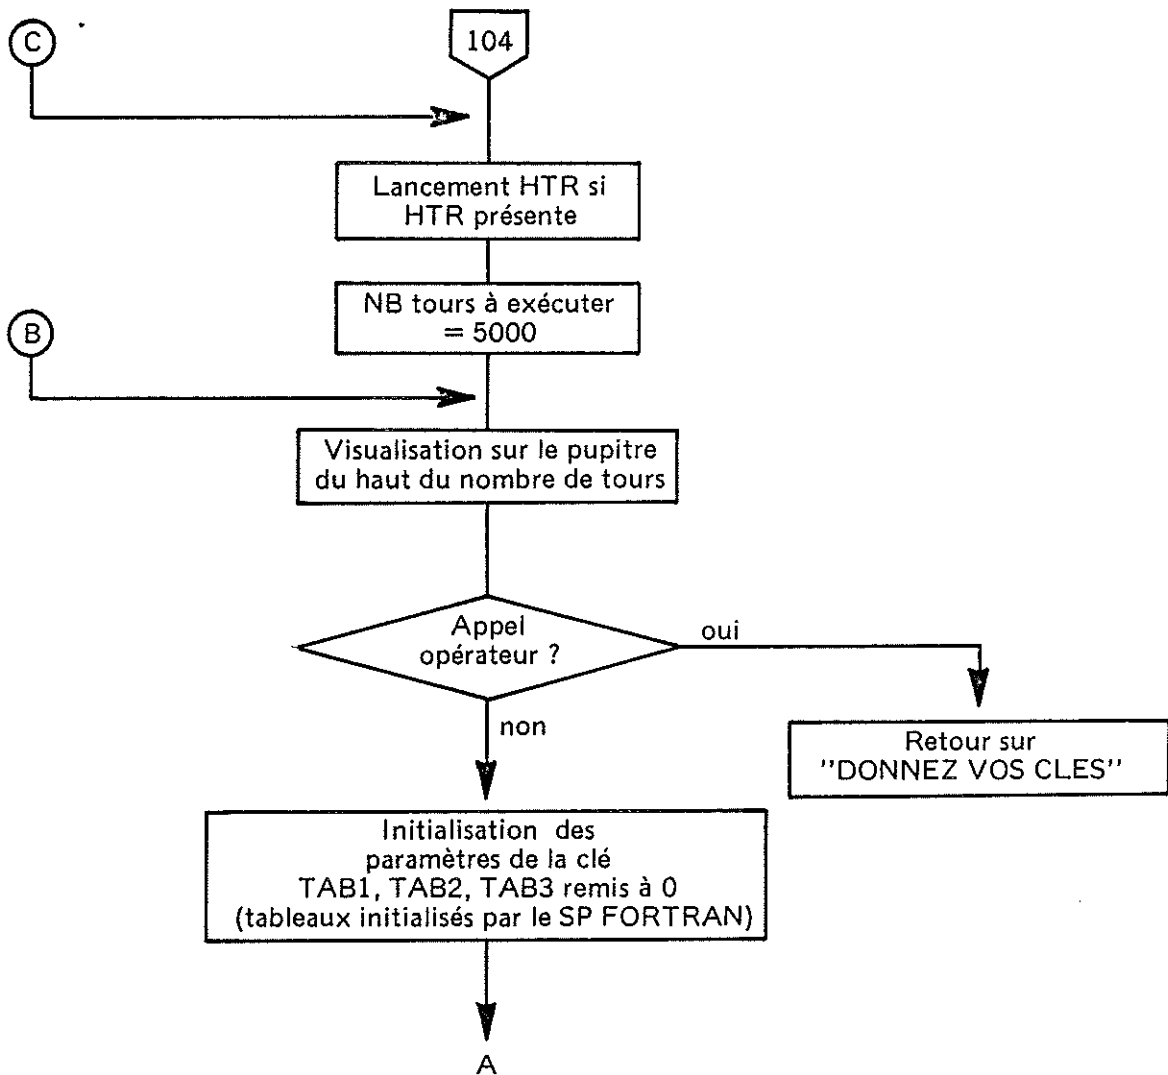 C
104
Lancement HTR si
HTR présente
NB tours à exécuter
= 5000
B
Visualisation sur le pupitre
du haut du nombre de tours
Appel
opérateur ?
oui
non
Retour sur
"DONNEZ VOS CLES"
Initialisation des
paramètres de la clé
TAB1, TAB2, TAB3 remis à 0
(tableaux initialisés par le SP FORTRAN)
A